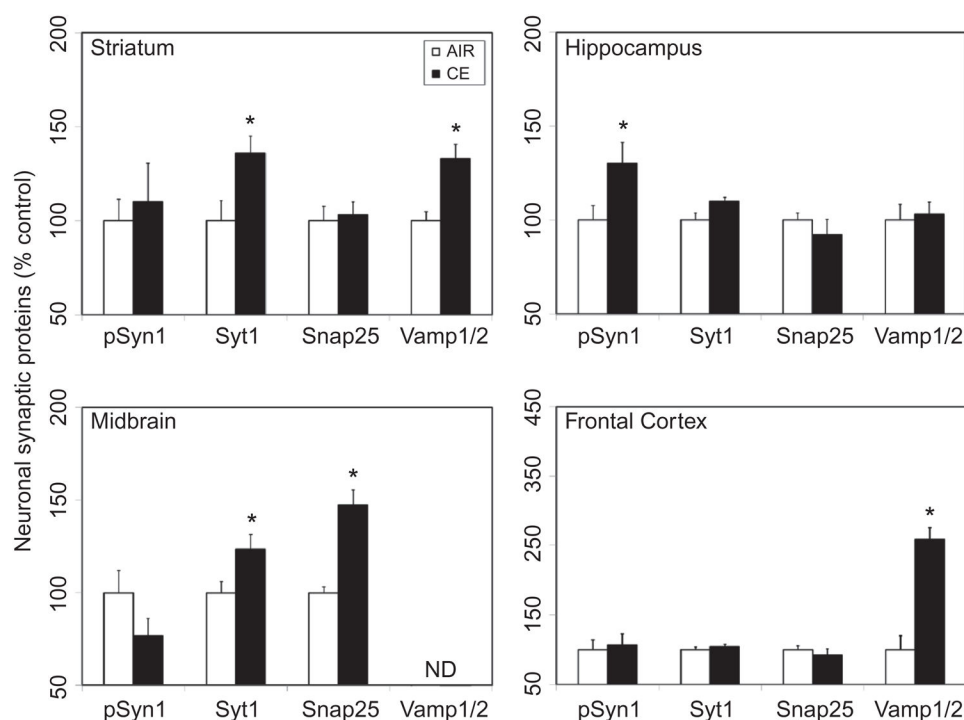 Neuronal synaptic proteins (% control)
Striatum
AIR
CE
200
150
100
50
*
*
pSyn1 Syt1 Snap25 Vamp1/2
Hippocampus
200
150
100
50
*
pSyn1 Syt1 Snap25 Vamp1/2
Midbrain
200
150
100
50
*
*
ND
pSyn1 Syt1 Snap25 Vamp1/2
Frontal Cortex
450
350
250
150
50
*
pSyn1 Syt1 Snap25 Vamp1/2